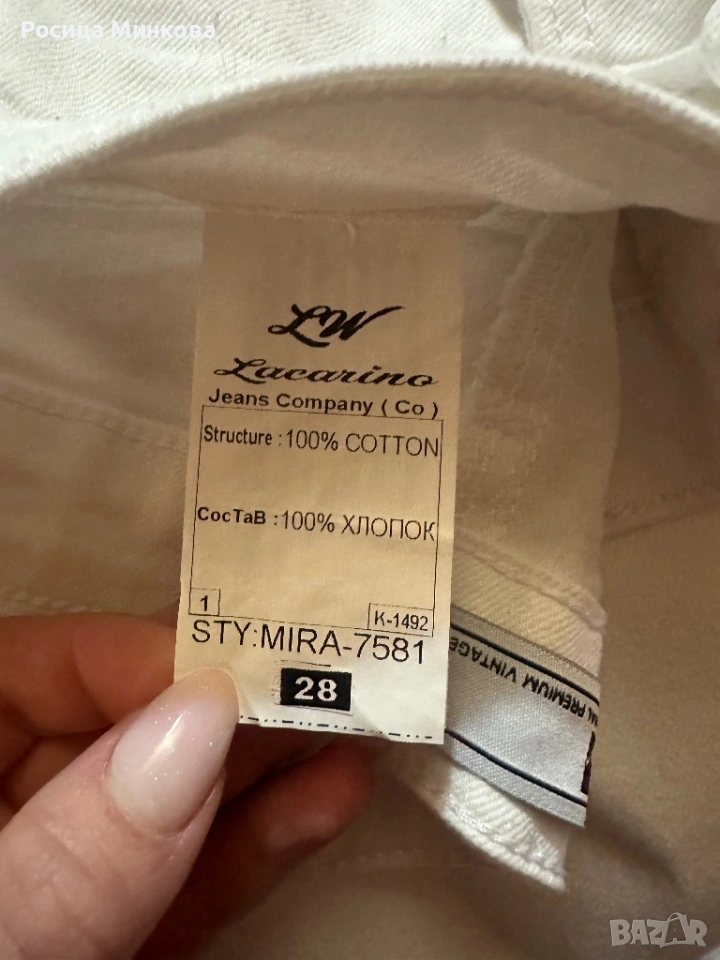 Росица Минкова
LW
Lacarino
Jeans Company ( Co )
Structure : 100% COTTON
СосТаВ : 100% ХЛОПОК
1
K-1492
STY:MIRA-7581
28
PREMIUM VINTAGE
BAZAR